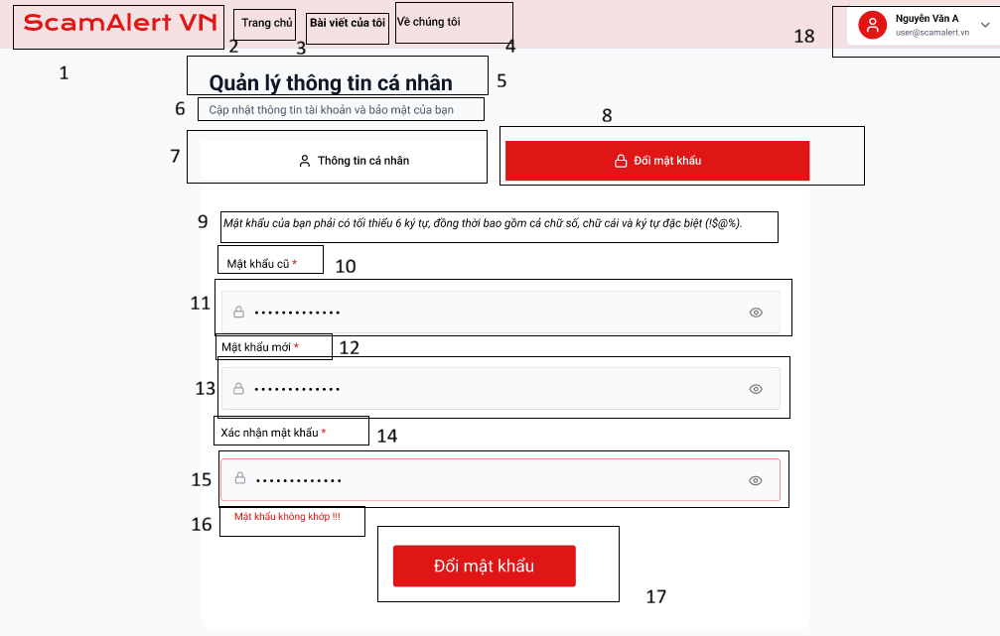 ScamAlert VN
Trang chủ
Bài viết của tôi
Về chúng tôi
Nguyễn Văn A
user@scamalert.vn
18
2
3
4
1
Quản lý thông tin cá nhân
5
6
Cập nhật thông tin tài khoản và bảo mật của bạn
8
7
Thông tin cá nhân
Đổi mật khẩu
9
Mật khẩu của bạn phải có tối thiểu 6 ký tự, đồng thời bao gồm cả chữ số, chữ cái và ký tự đặc biệt (!$@%).
Mật khẩu cũ *
10
11
•••••••••••••
Mật khẩu mới *
12
13
•••••••••••••
Xác nhận mật khẩu *
14
15
•••••••••••••
16
Mật khẩu không khớp !!!
Đổi mật khẩu
17